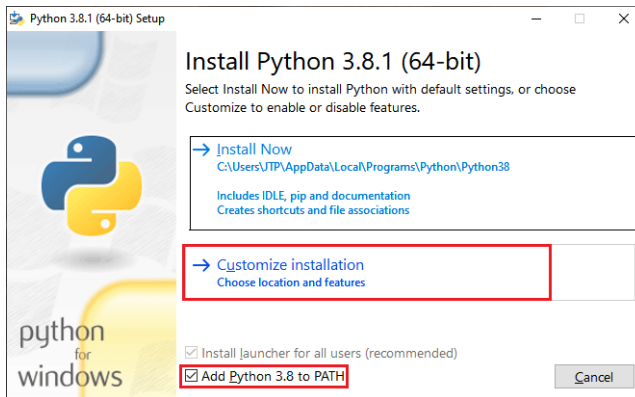 Python 3.8.1 (64-bit) Setup
Install Python 3.8.1 (64-bit)
Select Install Now to install Python with default settings, or choose
Customize to enable or disable features.
Install Now
C:\Users\JTP\AppData\Local\Programs\Python\Python38
Includes IDLE, pip and documentation
Creates shortcuts and file associations
Customize installation
Choose location and features
python
for
windows
Install launcher for all users (recommended)
Add Python 3.8 to PATH
Cancel